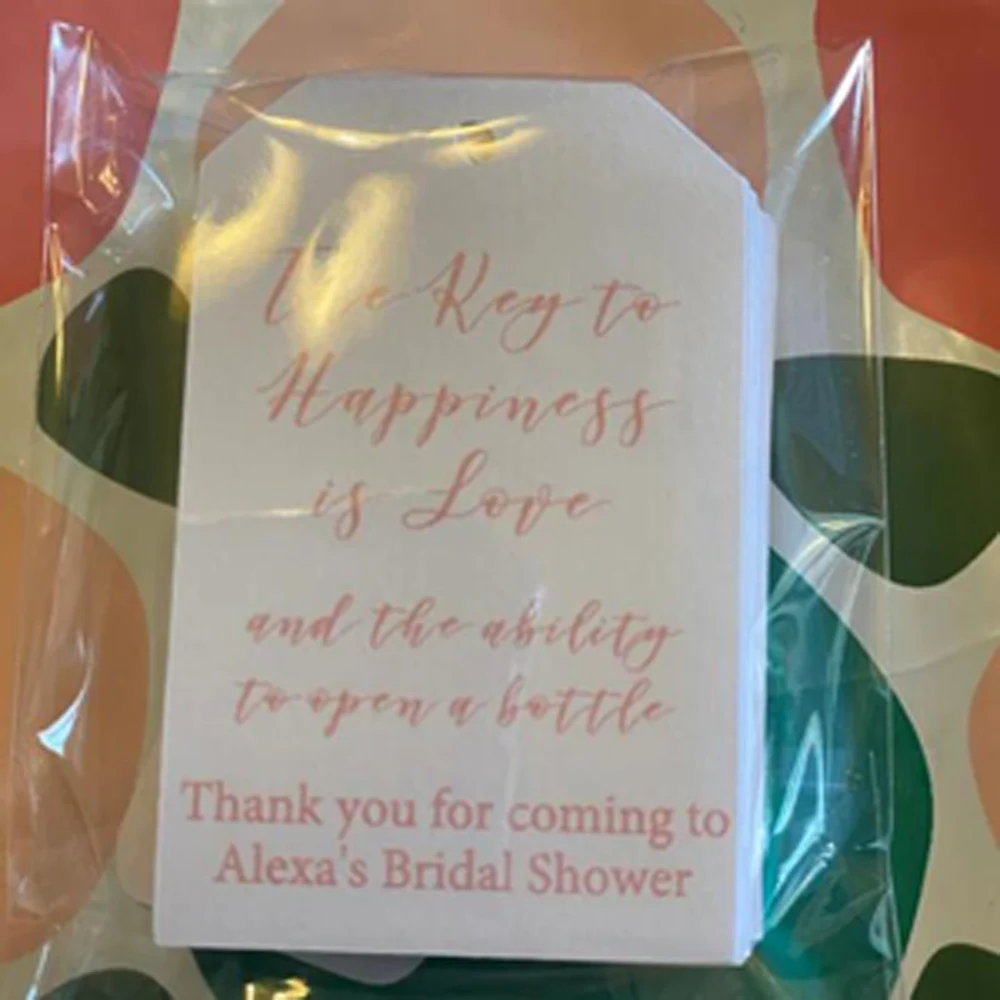 The Key to
Happiness
is Love
and the ability
to open a bottle
Thank you for coming to
Alexa's Bridal Shower